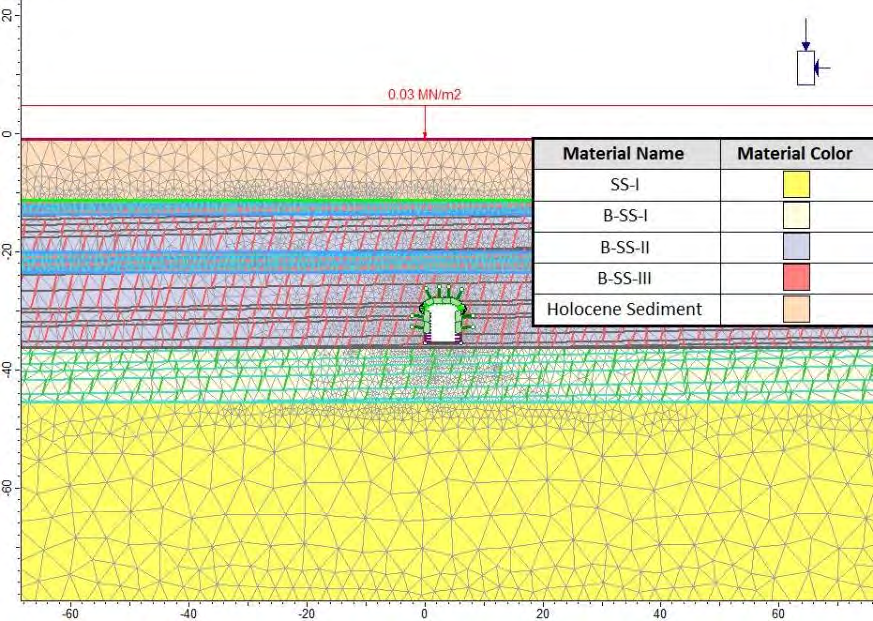 20
0.03 MN/m2
0
Material Name Material Color
SS-I
B-SS-I
B-SS-II
-20
B-SS-III
Holocene Sediment
-40
-60
-60 -40 -20 0 20 40 60